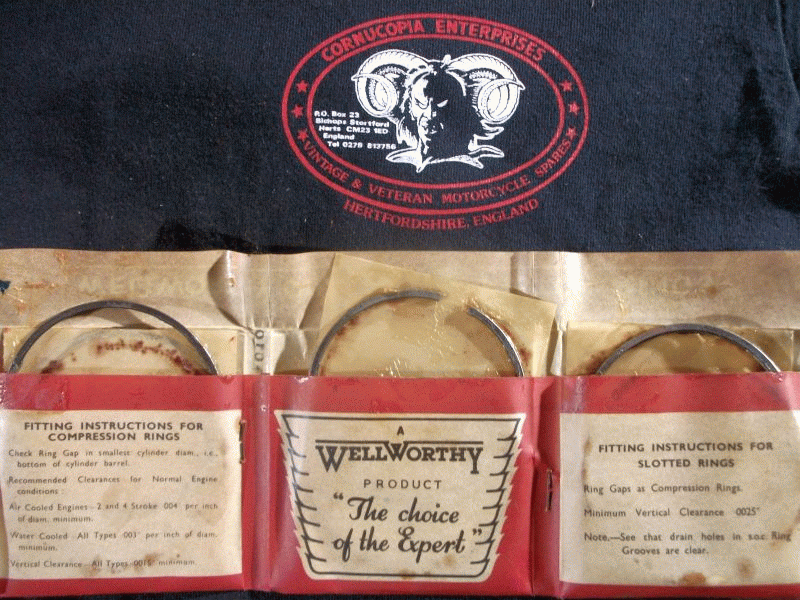 CORNUCOPIA ENTERPRISES
P.O. Box 23
Bishops Stortford
Herts CM23 1ED
England
Tel 0279 813756
VINTAGE & VETERAN MOTORCYCLE SPARES
HERTFORDSHIRE, ENGLAND
FITTING INSTRUCTIONS FOR
COMPRESSION RINGS
Check Ring Gap in smallest cylinder diam., i.e.,
bottom of cylinder barrel.
Recommended Clearances for Normal Engine
conditions :
Air Cooled Engines—2 and 4 Stroke ·004" per inch
of diam. minimum.
Water Cooled All Types ·003" per inch of diam.
minimum.
Vertical Clearance—All Types ·0015" minimum.
A
WELLWORTHY
PRODUCT
"The choice
of the Expert"
FITTING INSTRUCTIONS FOR
SLOTTED RINGS
Ring Gaps as Compression Rings.
Minimum Vertical Clearance ·0025"
Note.—See that drain holes in s.o.c. Ring
Grooves are clear.